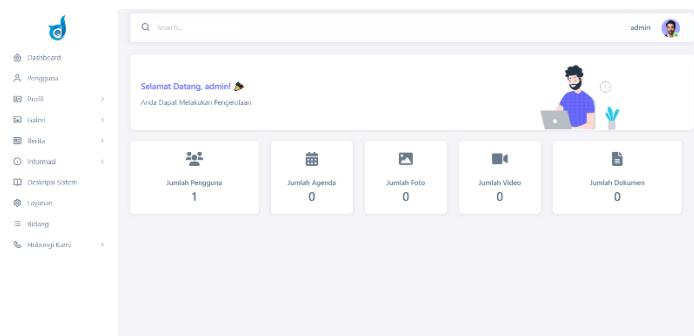 Search...
admin
Dashboard
Pengguna
Profil
Galeri
Berita
Informasi
Deskripsi Sistem
Layanan
Bidang
Hubungi Kami
Selamat Datang, admin!
Anda Dapat Melakukan Pengelolaan
Jumlah Pengguna
1
Jumlah Agenda
0
Jumlah Foto
0
Jumlah Video
0
Jumlah Dokumen
0